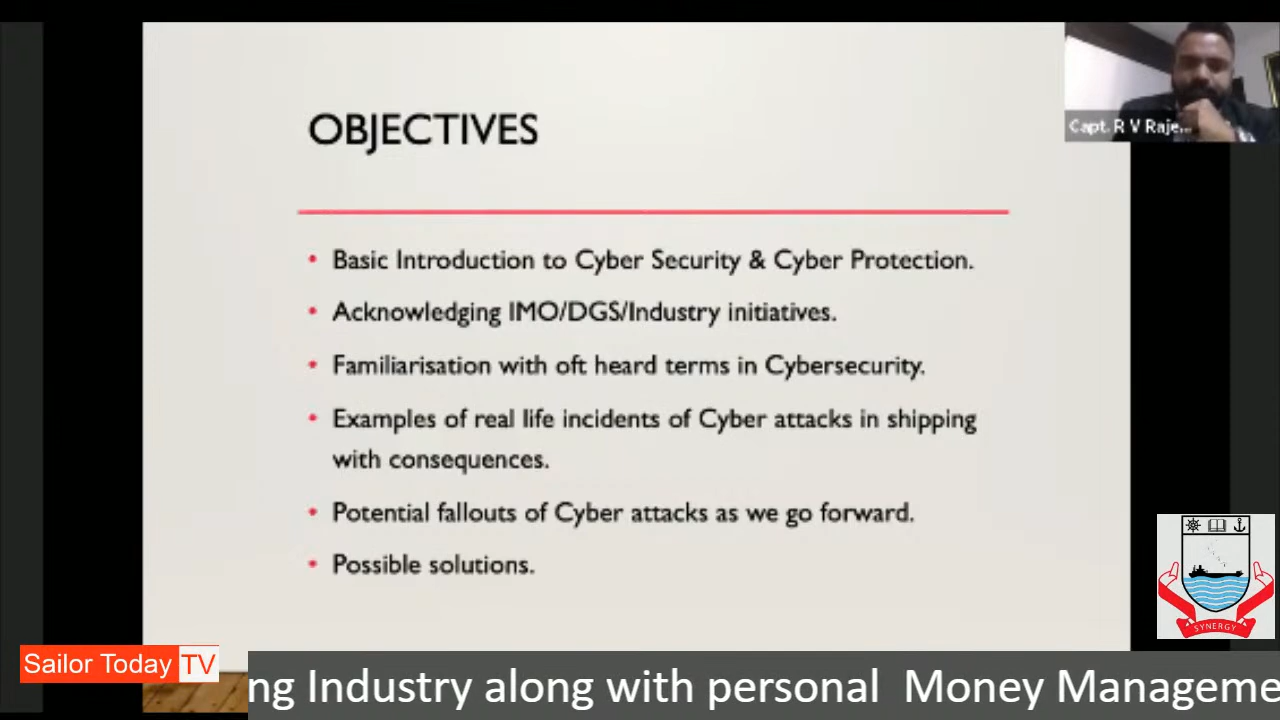 OBJECTIVES
Capt. R V Raje
• Basic Introduction to Cyber Security & Cyber Protection.
• Acknowledging IMO/DGS/Industry initiatives.
• Familiarisation with oft heard terms in Cybersecurity.
• Examples of real life incidents of Cyber attacks in shipping
with consequences.
• Potential fallouts of Cyber attacks as we go forward.
• Possible solutions.
SYNERGY
Sailor Today TV
ng Industry along with personal Money Manageme